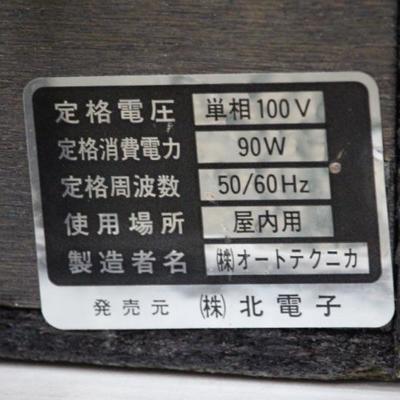 定格電圧 単相100V
定格消費電力 90W
定格周波数 50/60Hz
使用場所 屋内用
製造者名 ㈱オートテクニカ
発売元 ㈱北電子